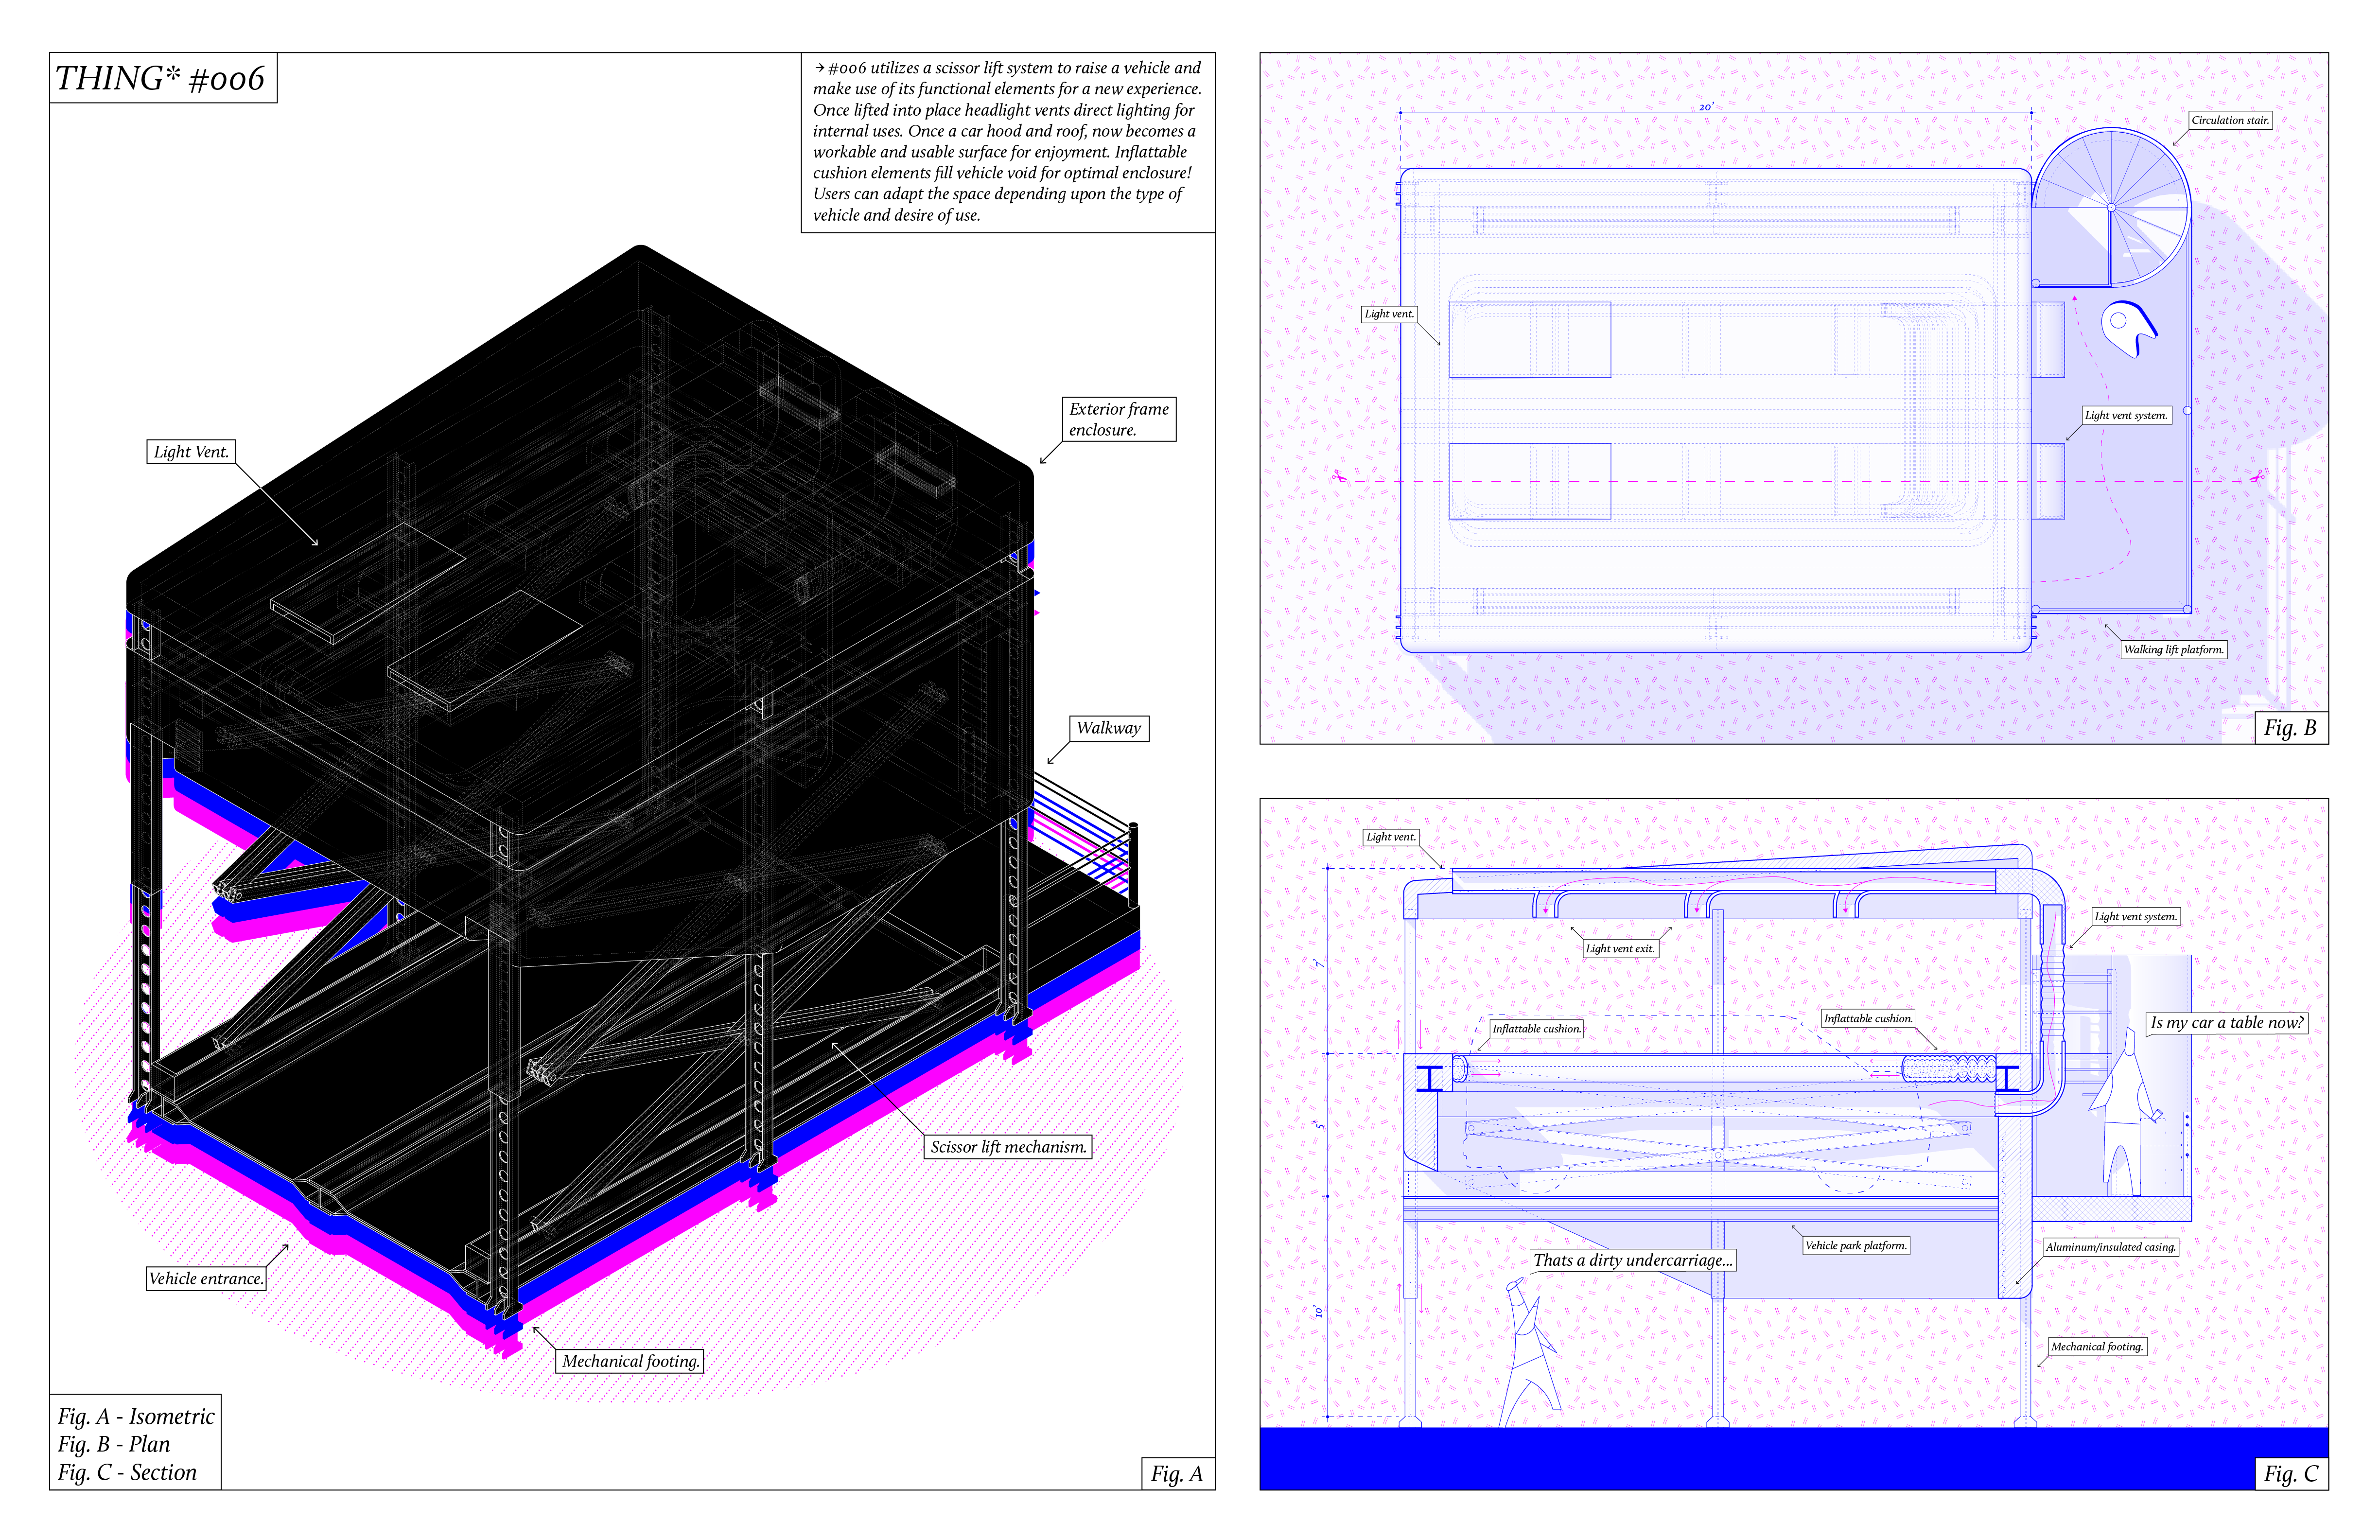 THING* #006
→ #006 utilizes a scissor lift system to raise a vehicle and
make use of its functional elements for a new experience.
Once lifted into place headlight vents direct lighting for
internal uses. Once a car hood and roof, now becomes a
workable and usable surface for enjoyment. Inflattable
cushion elements fill vehicle void for optimal enclosure!
Users can adapt the space depending upon the type of
vehicle and desire of use.
Exterior frame
enclosure.
Light Vent.
Walkway
Scissor lift mechanism.
Vehicle entrance.
Mechanical footing.
Fig. A - Isometric
Fig. B - Plan
Fig. C - Section
Fig. A
20'
Circulation stair.
Light vent.
Light vent system.
Walking lift platform.
Fig. B
Light vent.
Light vent system.
Light vent exit.
7'
Inflattable cushion.
Inflattable cushion.
Is my car a table now?
5'
Vehicle park platform.
Aluminum/insulated casing.
Thats a dirty undercarriage...
10'
Mechanical footing.
Fig. C